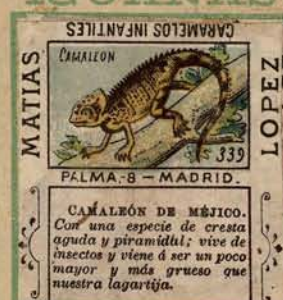 CARAMELOS INFANTILES
MATIAS
CAMALEON
LOPEZ
339
PALMA,-8 — MADRID.
CAMALEÓN DE MÉJICO.
Con una especie de cresta
aguda y piramidal; vive de
insectos y viene á ser un poco
mayor y más grueso que
nuestra lagartija.